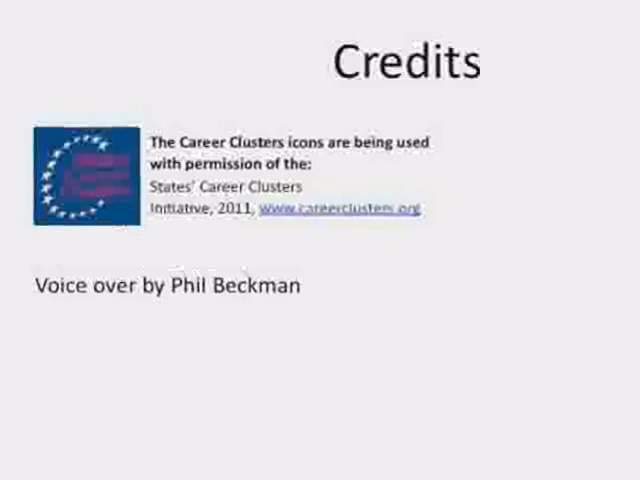 Credits
The Career Clusters icons are being used
with permission of the:
States' Career Clusters
Initiative, 2011, www.careerclusters.org
Voice over by Phil Beckman